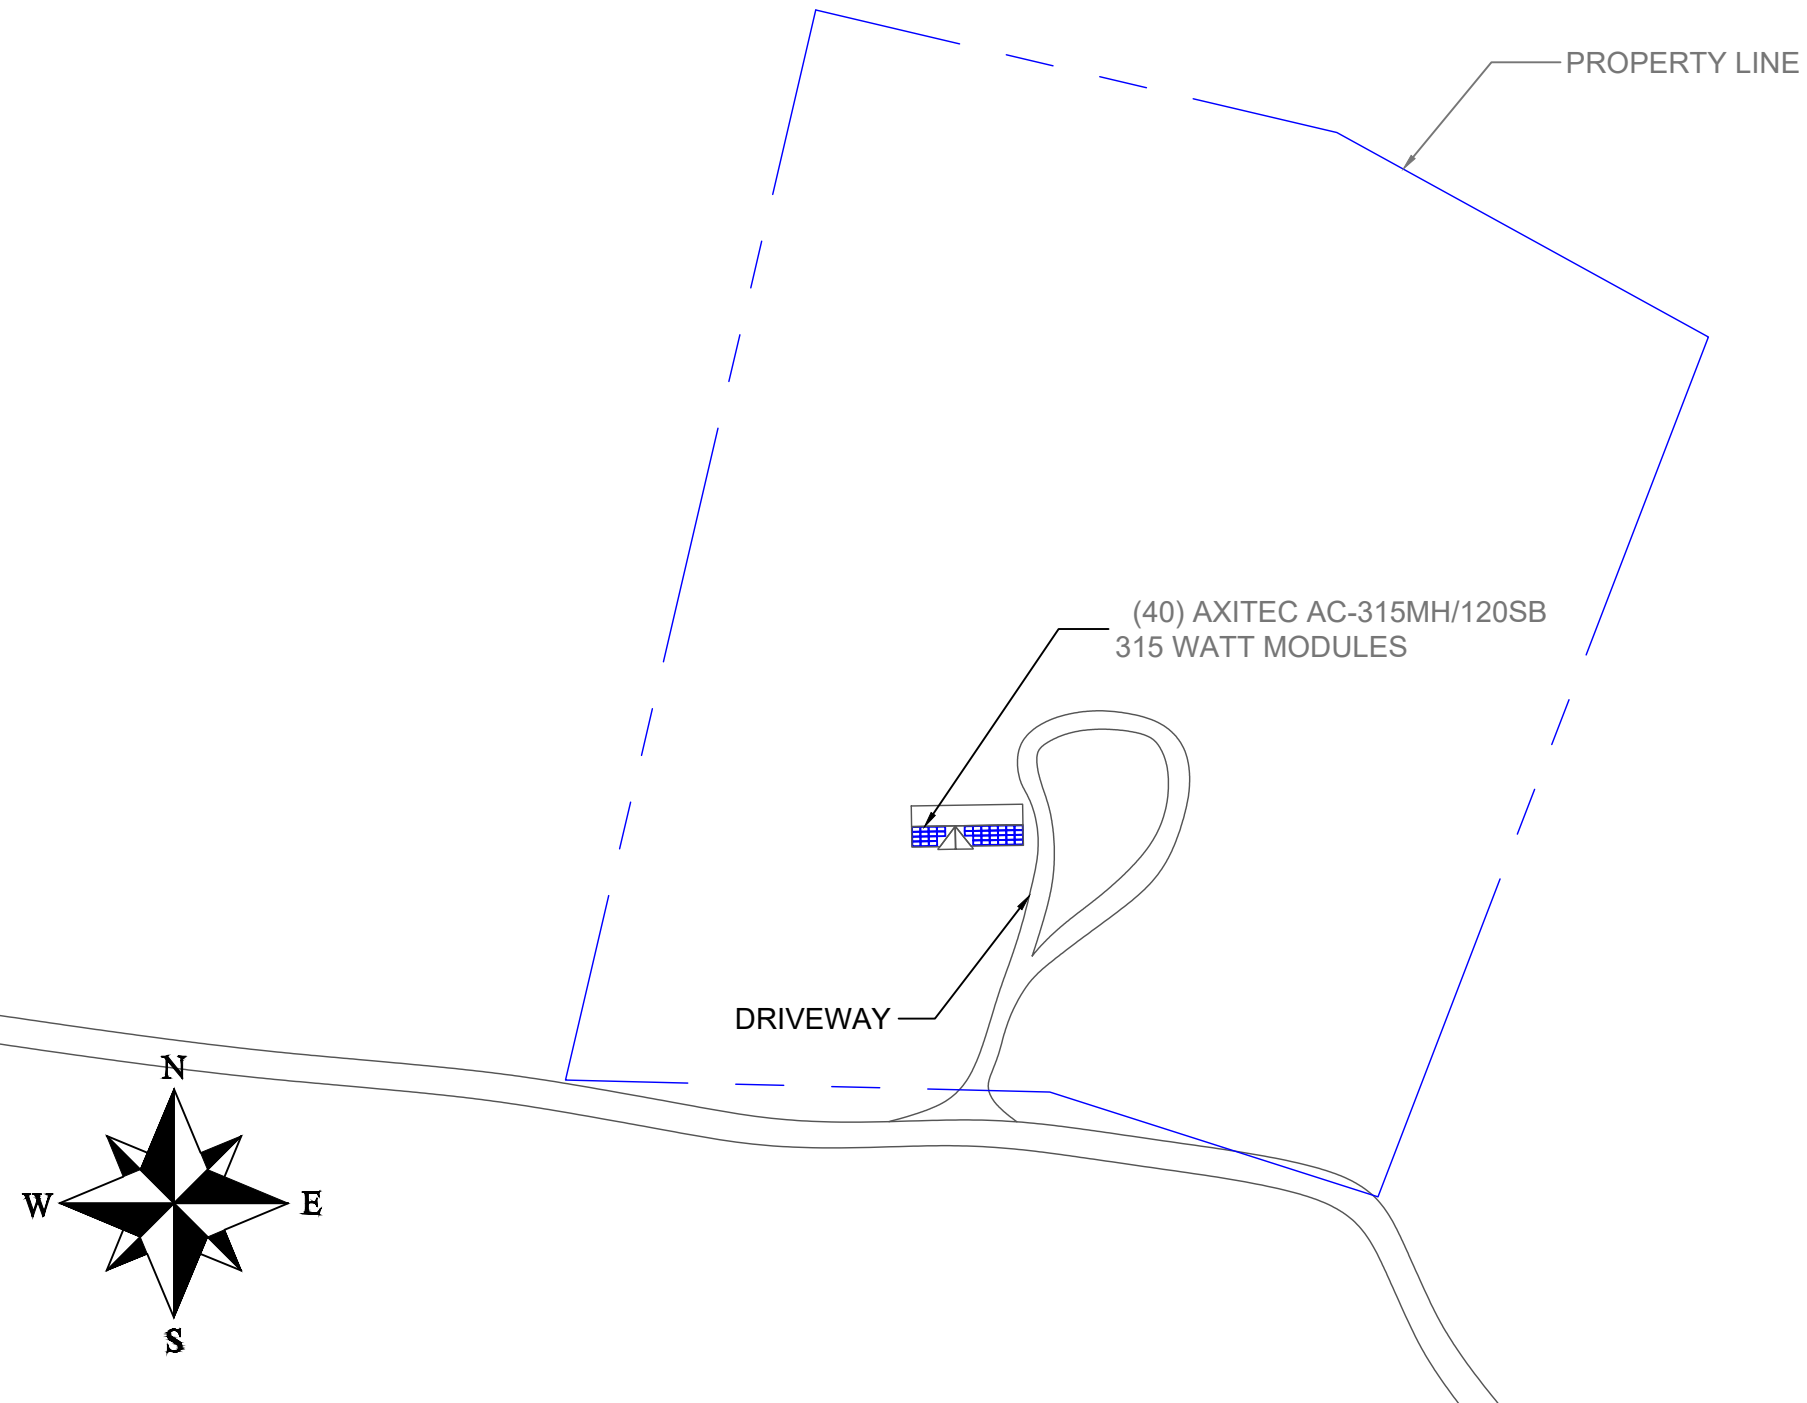 PROPERTY LINE
(40) AXITEC AC-315MH/120SB
315 WATT MODULES
DRIVEWAY
N
W
E
S